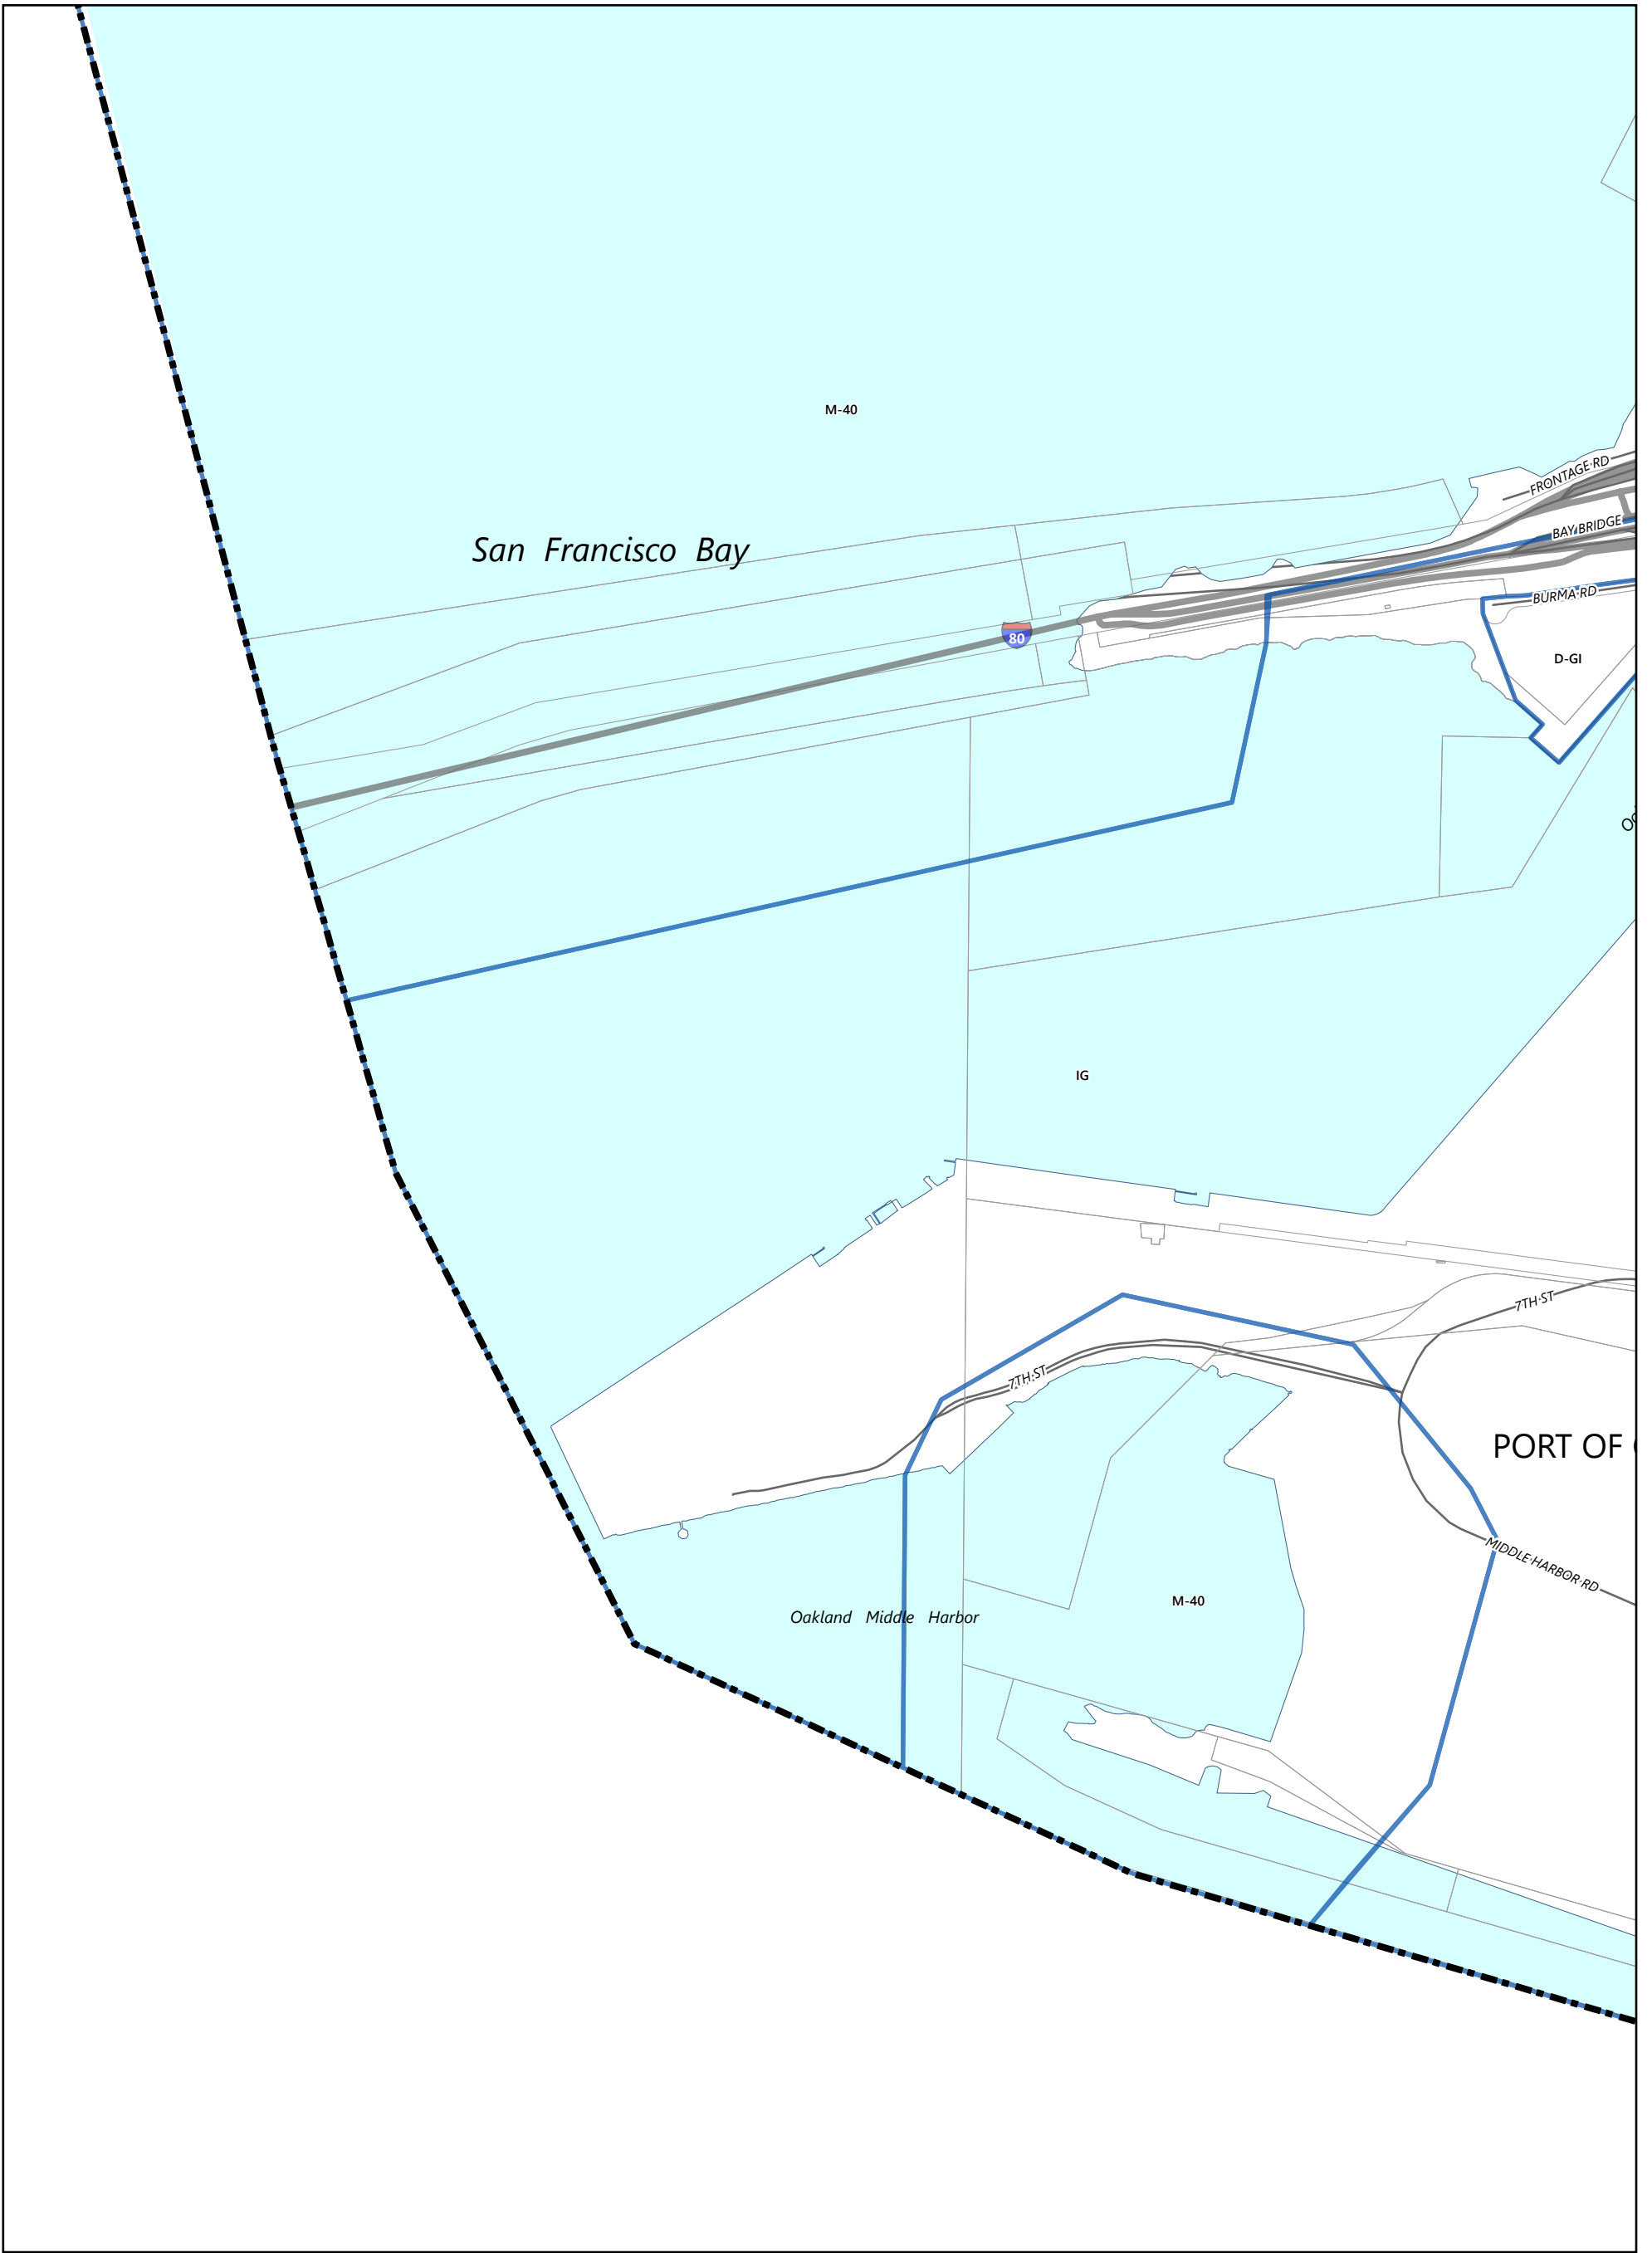 M-40
FRONTAGE RD
BAY BRIDGE
San Francisco Bay
BURMA RD
80
D-GI
IG
7TH ST
7TH ST
PORT OF
MIDDLE HARBOR RD
M-40
Oakland Middle Harbor